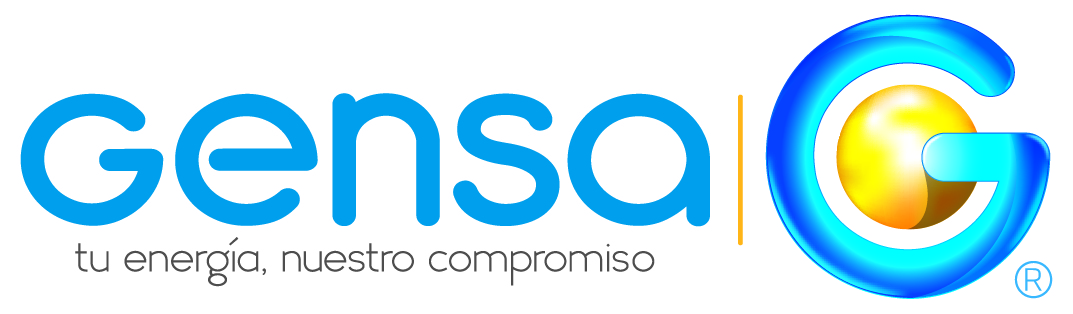 Gensa
tu energía, nuestro compromiso
G
®